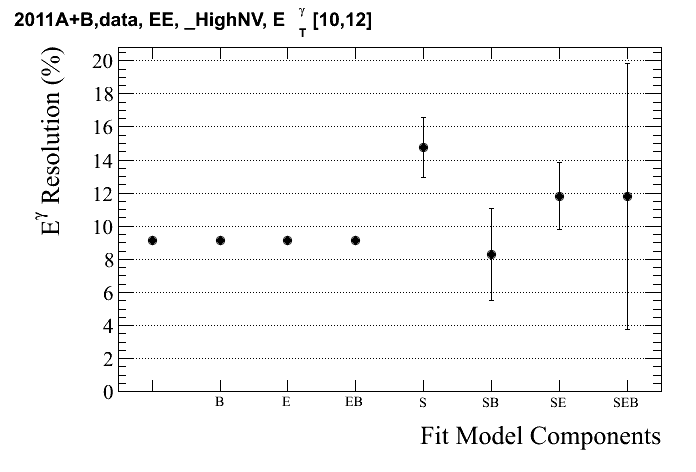 2011A+B,data, EE, _HighNV, E γ T [10,12]
E γ Resolution (%)
20
18
16
14
12
10
8
6
4
2
0
B E EB S SB SE SEB
Fit Model Components